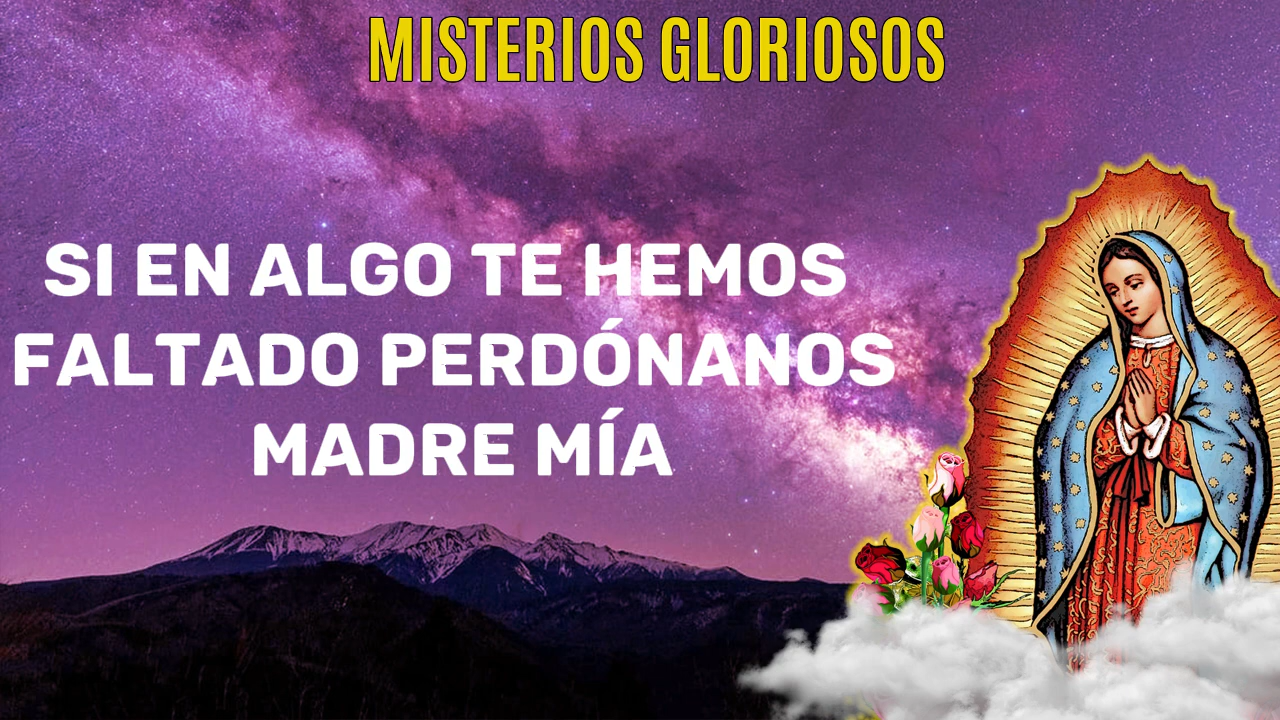 MISTERIOS GLORIOSOS
SI EN ALGO TE HEMOS
FALTADO PERDÓNANOS
MADRE MÍA